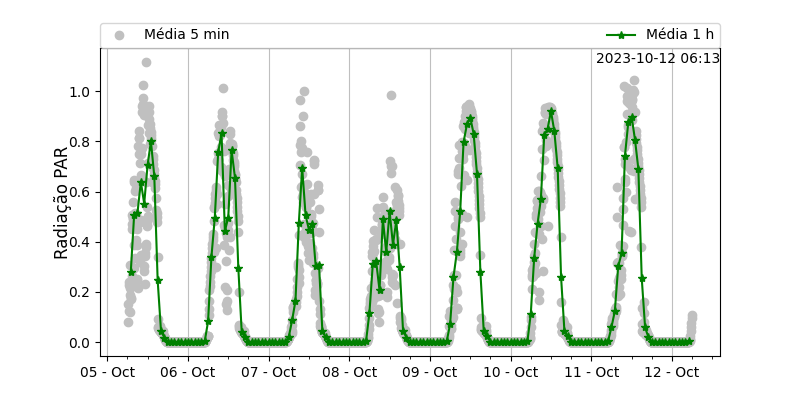 Média 5 min
Média 1 h
2023-10-12 06:13
Radiação PAR
1.0
0.8
0.6
0.4
0.2
0.0
05 - Oct
06 - Oct
07 - Oct
08 - Oct
09 - Oct
10 - Oct
11 - Oct
12 - Oct